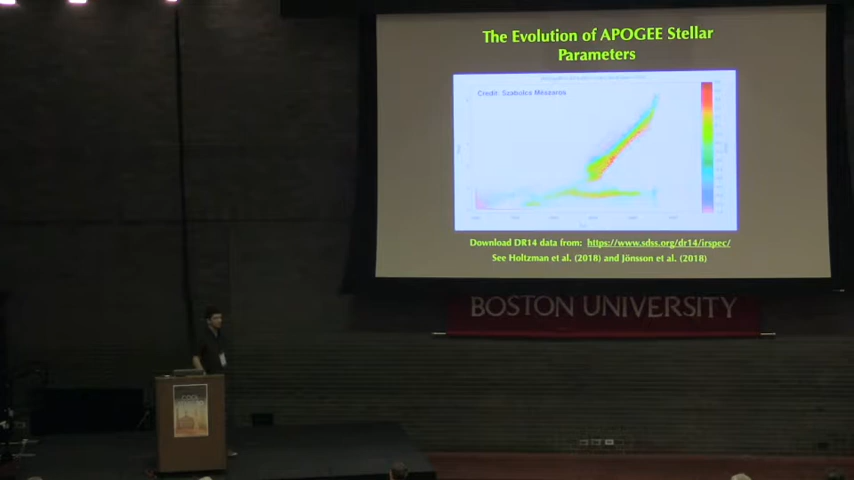 The Evolution of APOGEE Stellar
Parameters
Credit: Szabolcs Mészáros
Download DR14 data from: https://www.sdss.org/dr14/irspec/
See Holtzman et al. (2018) and Jönsson et al. (2018)
BOSTON UNIVERSITY
COOL